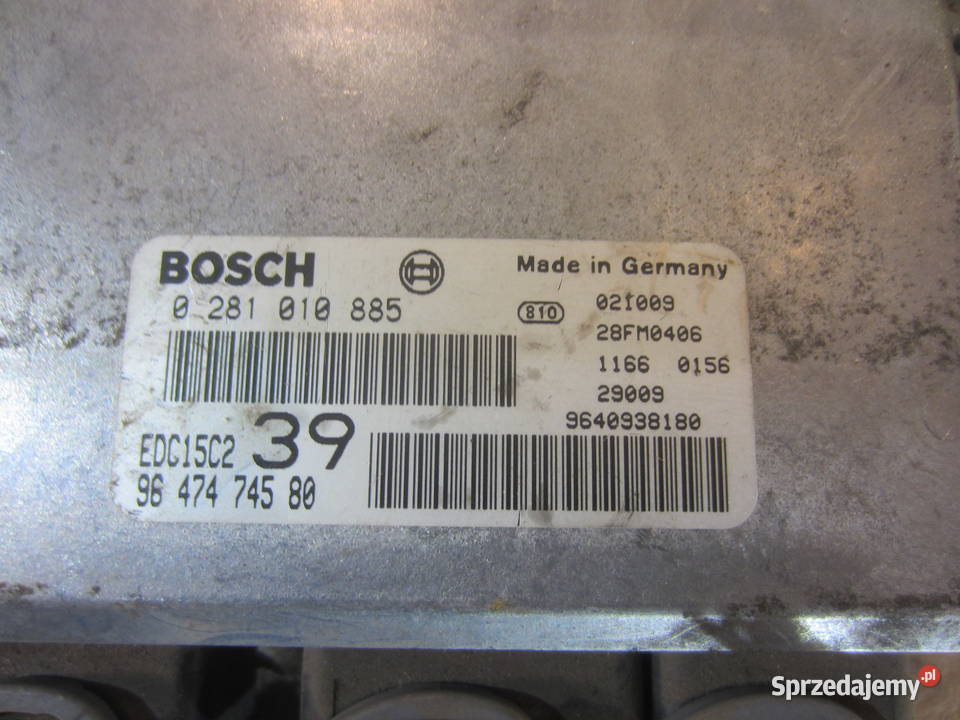 BOSCH
Made in Germany
0 281 010 885
810
021009
28FM0406
1166 0156
29009
9640938180
EDC15C2 39
96 474 745 80
Sprzedajemy.pl